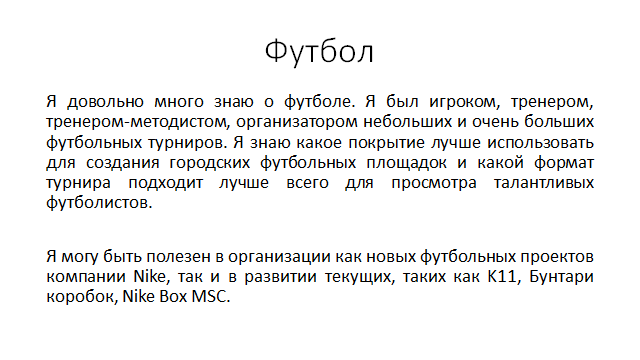 Футбол
Я довольно много знаю о футболе. Я был игроком, тренером,
тренером-методистом, организатором небольших и очень больших
футбольных турниров. Я знаю какое покрытие лучше использовать
для создания городских футбольных площадок и какой формат
турнира подходит лучше всего для просмотра талантливых
футболистов.
Я могу быть полезен в организации как новых футбольных проектов
компании Nike, так и в развитии текущих, таких как K11, Бунтари
коробок, Nike Box MSC.